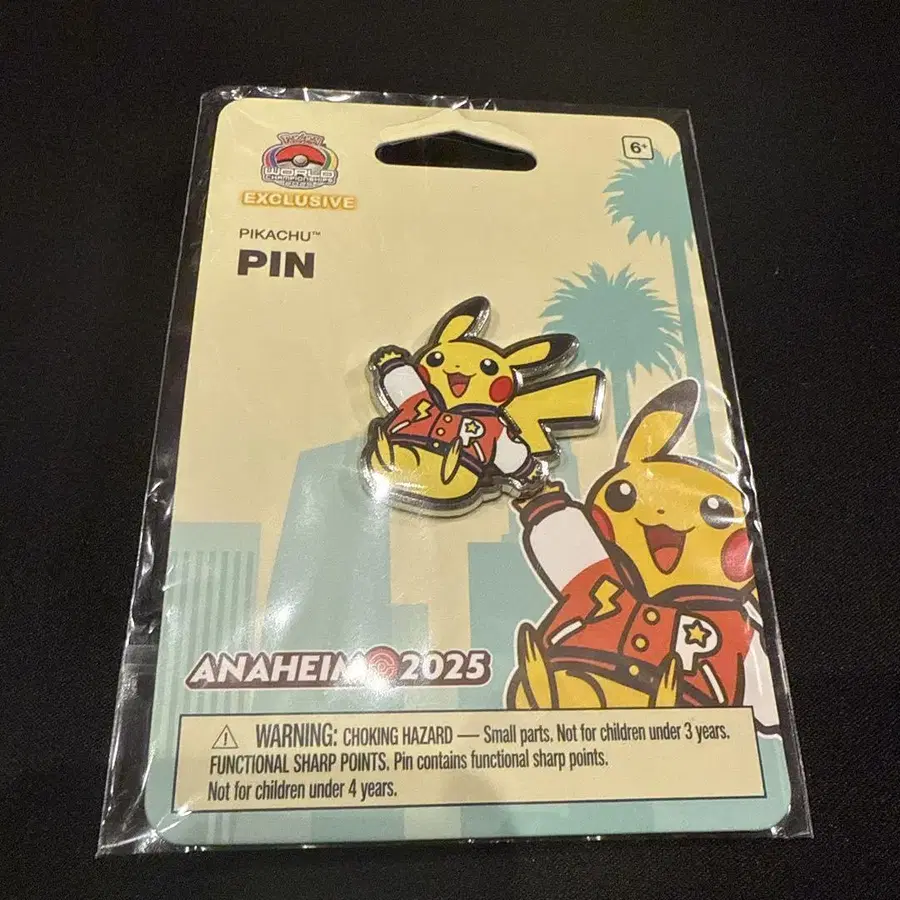 6+
Pokémon
WORLD
CHAMPIONSHIPS
EXCLUSIVE
PIKACHU™
PIN
P
P
ANAHEIM 2025
WARNING: CHOKING HAZARD — Small parts. Not for children under 3 years.
FUNCTIONAL SHARP POINTS. Pin contains functional sharp points.
Not for children under 4 years.